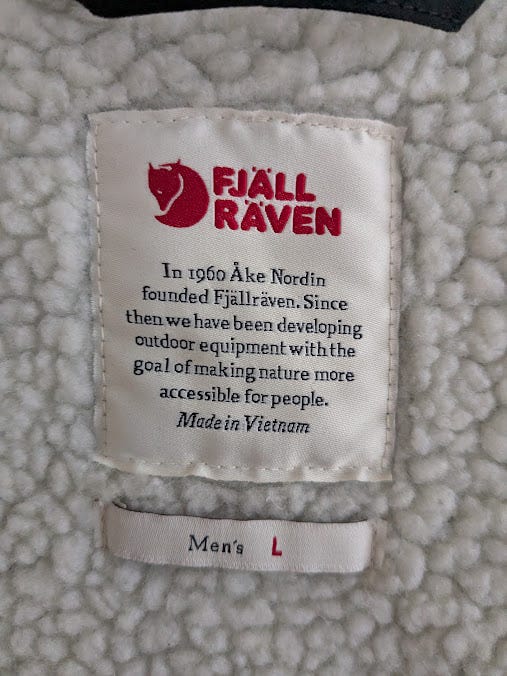 FJÄLL
RÄVEN
In 1960 Åke Nordin
founded Fjällräven. Since
then we have been developing
outdoor equipment with the
goal of making nature more
accessible for people.
Made in Vietnam
Men's L